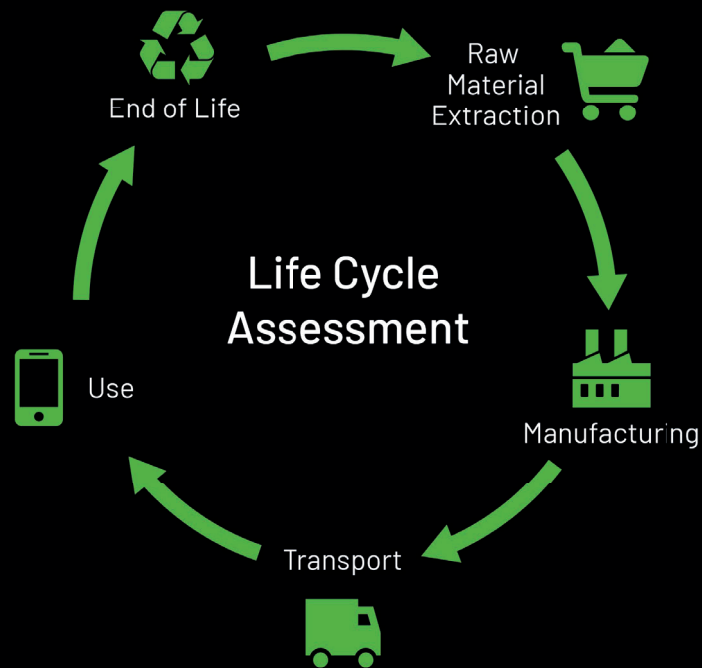 End of Life
Raw
Material
Extraction
Life Cycle
Assessment
Use
Manufacturing
Transport